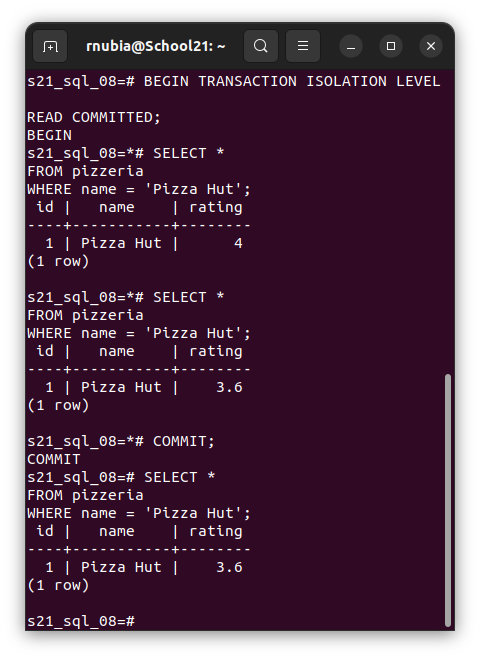 rnubia@School21: ~
s21_sql_08=# BEGIN TRANSACTION ISOLATION LEVEL
READ COMMITTED;
BEGIN
s21_sql_08=*# SELECT *
FROM pizzeria
WHERE name = 'Pizza Hut';
 id |   name    | rating
----+-----------+--------
  1 | Pizza Hut |      4
(1 row)
s21_sql_08=*# SELECT *
FROM pizzeria
WHERE name = 'Pizza Hut';
 id |   name    | rating
----+-----------+--------
  1 | Pizza Hut |    3.6
(1 row)
s21_sql_08=*# COMMIT;
COMMIT
s21_sql_08=# SELECT *
FROM pizzeria
WHERE name = 'Pizza Hut';
 id |   name    | rating
----+-----------+--------
  1 | Pizza Hut |    3.6
(1 row)
s21_sql_08=#